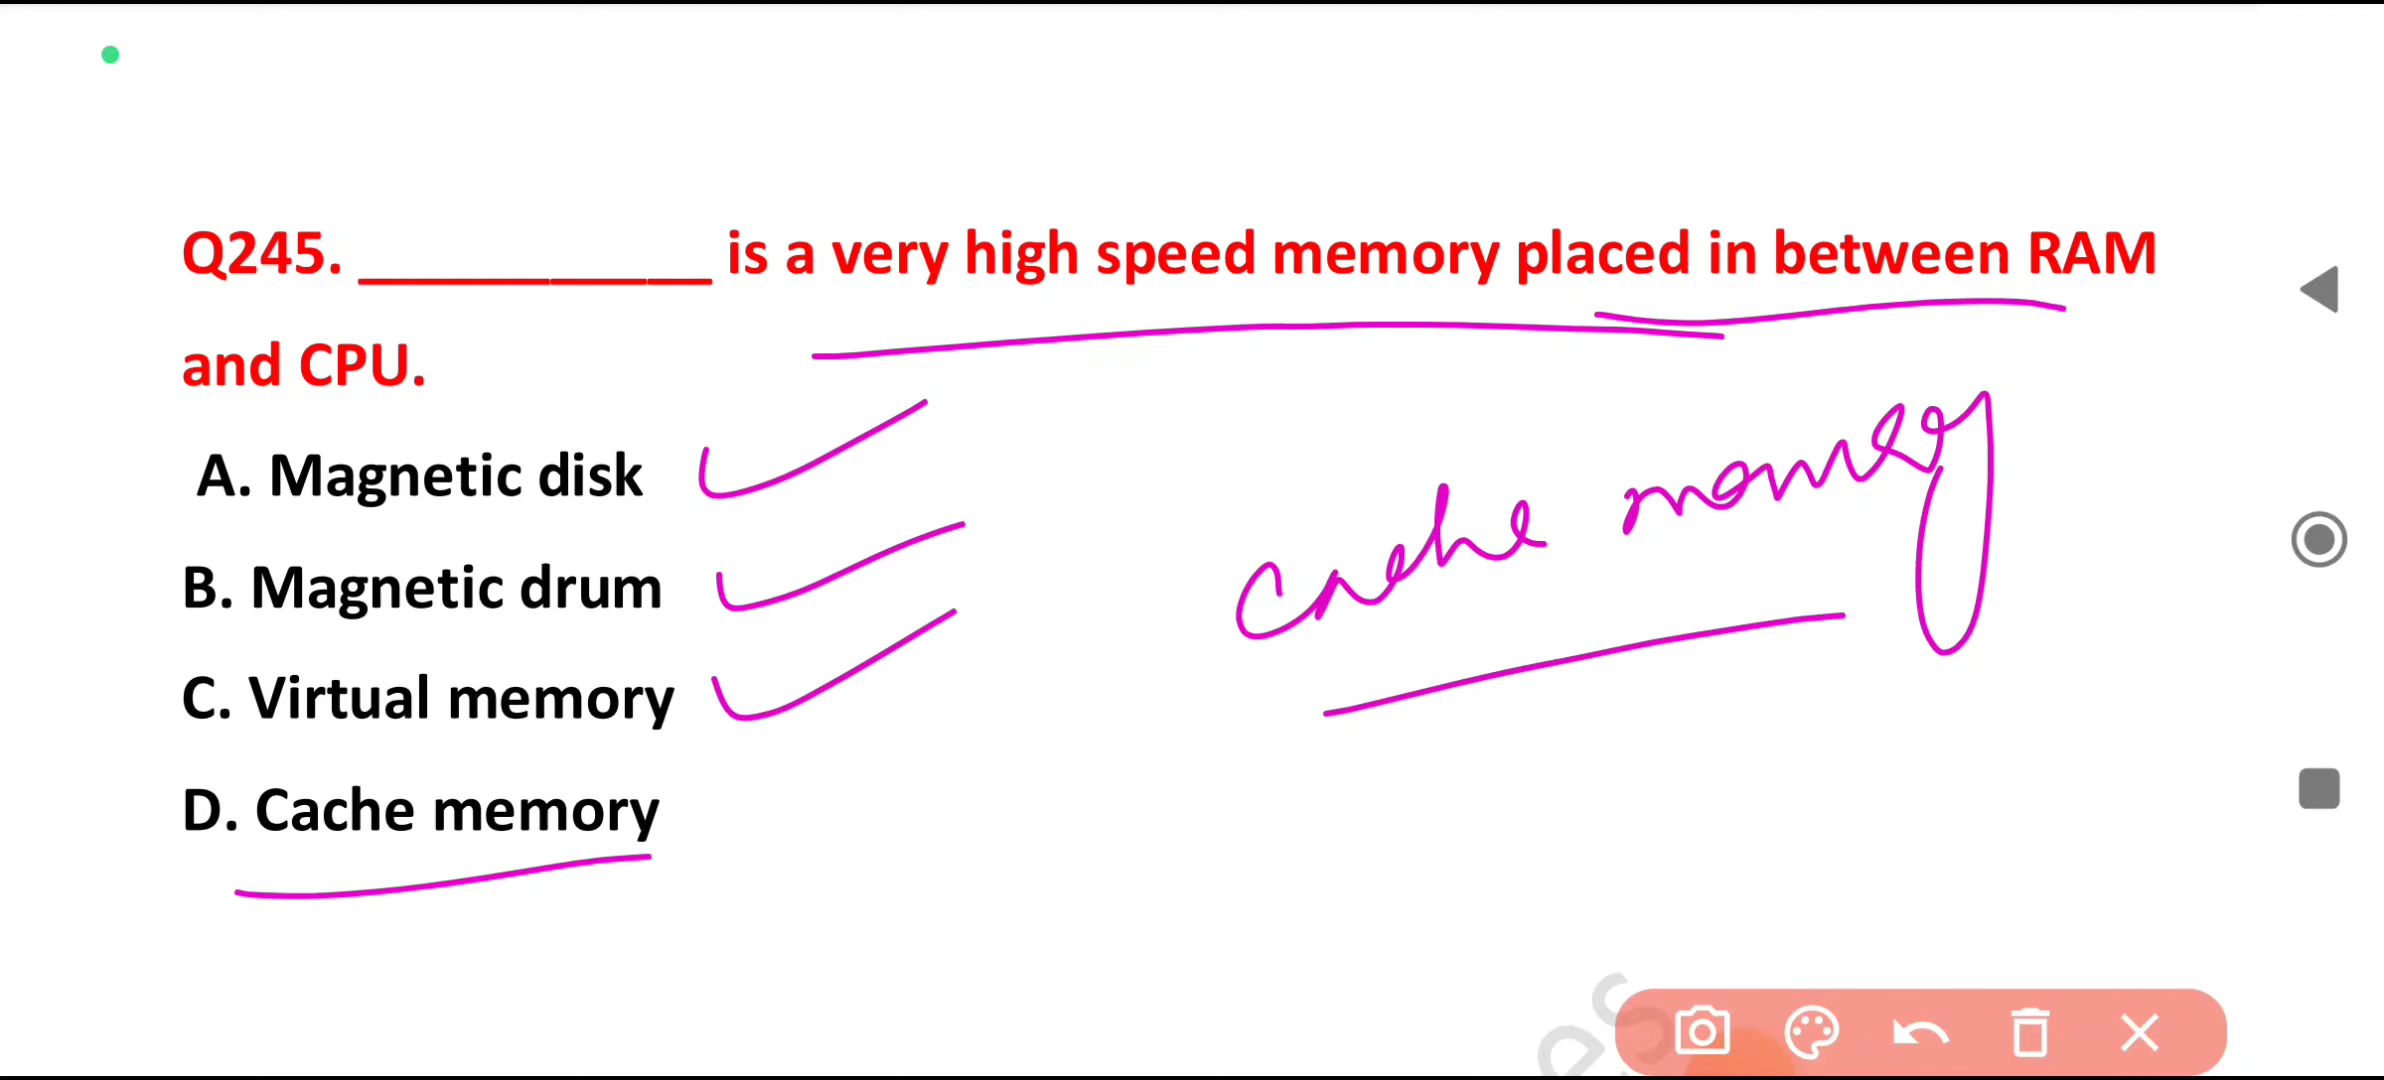 Q245. ___________ is a very high speed memory placed in between RAM
and CPU.
A. Magnetic disk
B. Magnetic drum
C. Virtual memory
D. Cache memory
Cache memory